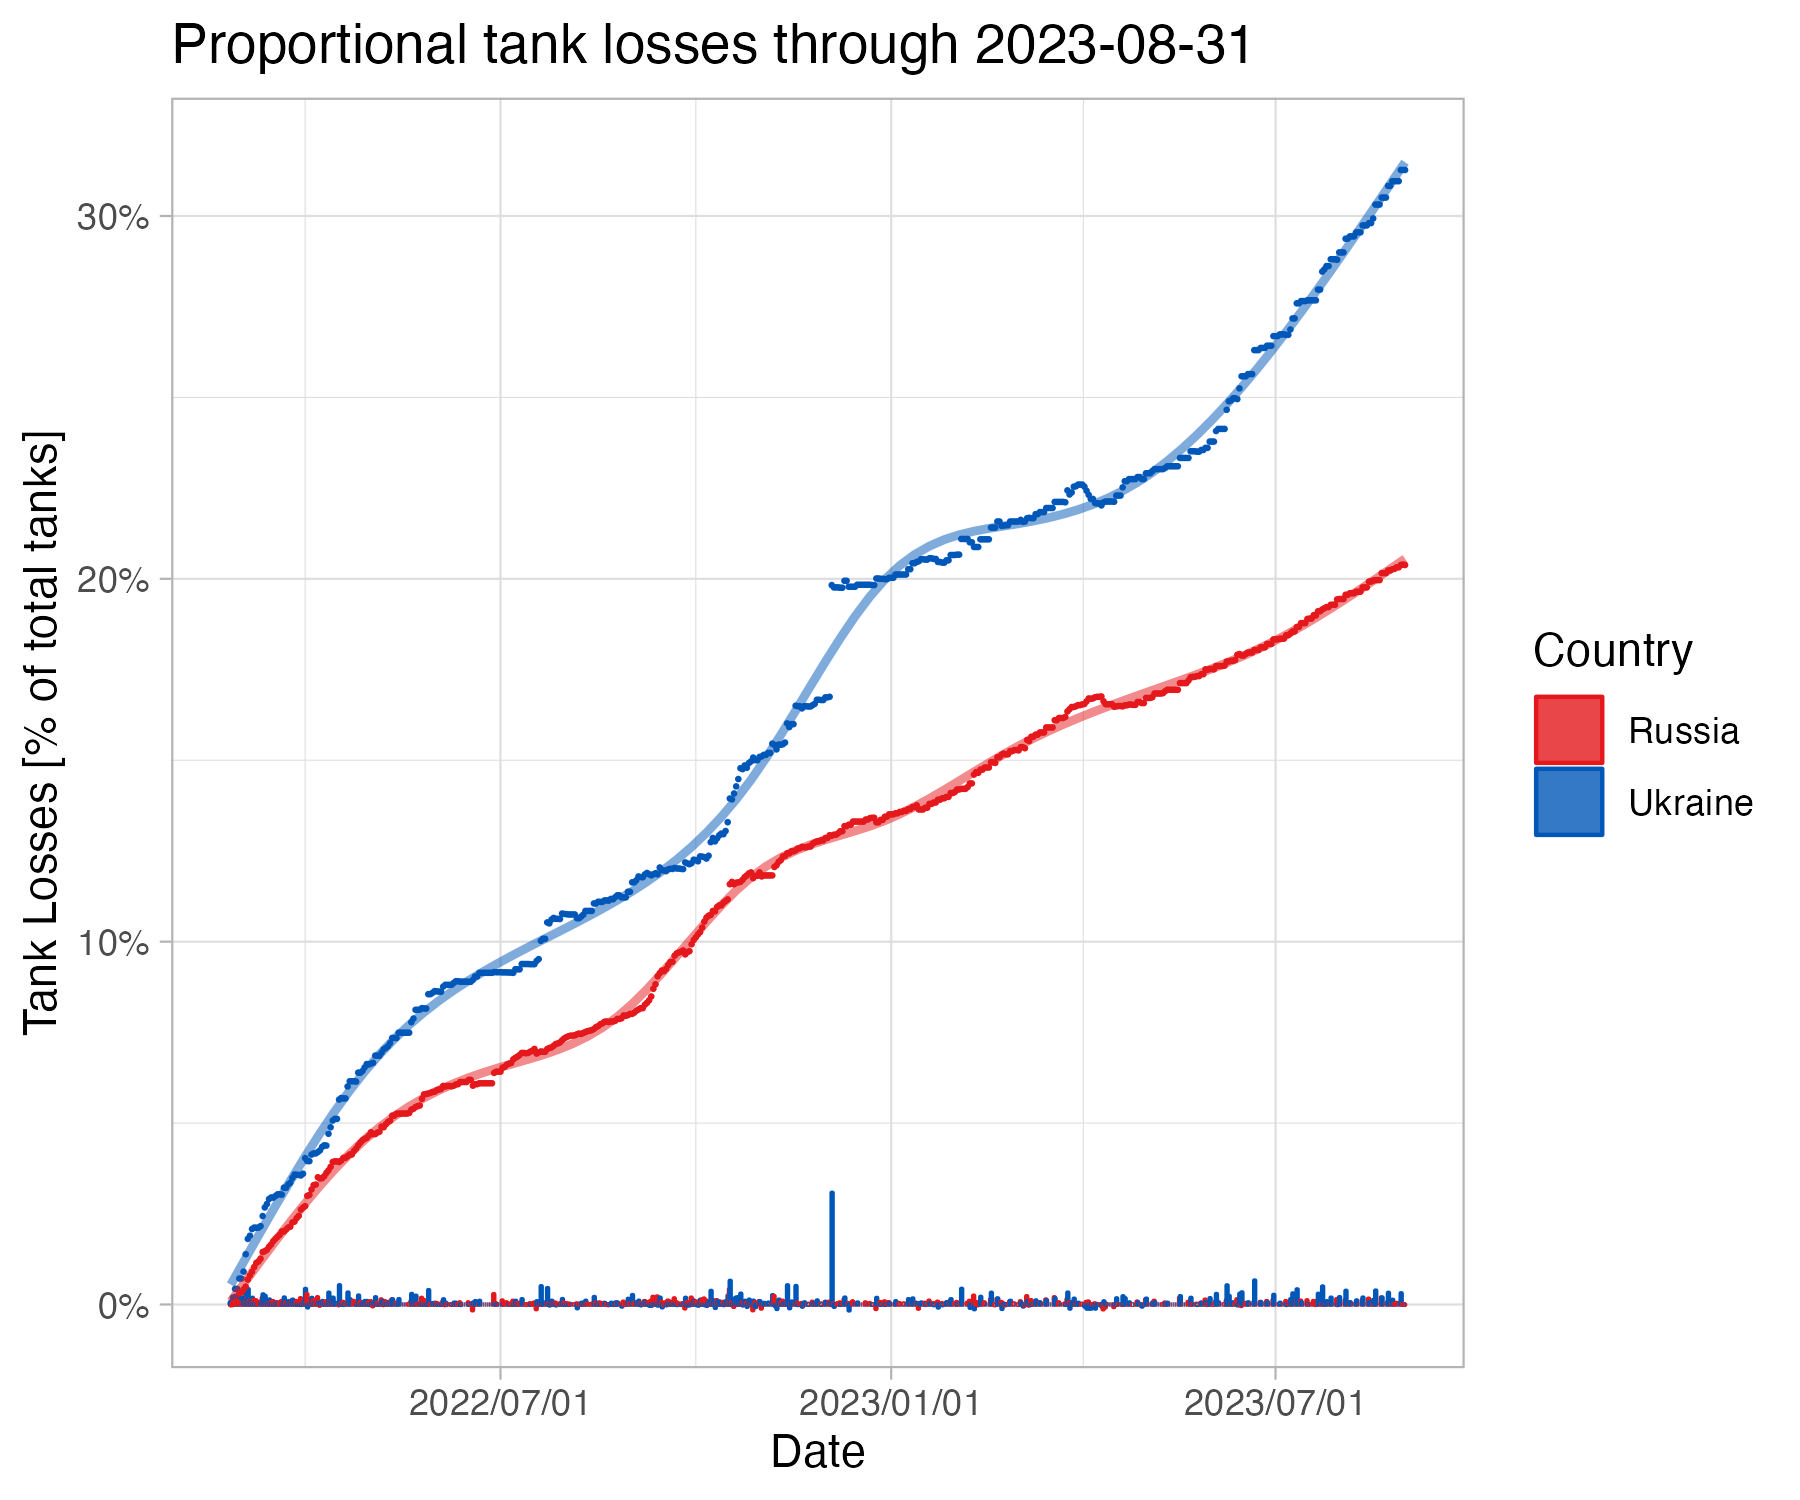 Proportional tank losses through 2023-08-31
Tank Losses [% of total tanks]
30%
20%
10%
0%
2022/07/01
2023/01/01
2023/07/01
Date
Country
Russia
Ukraine